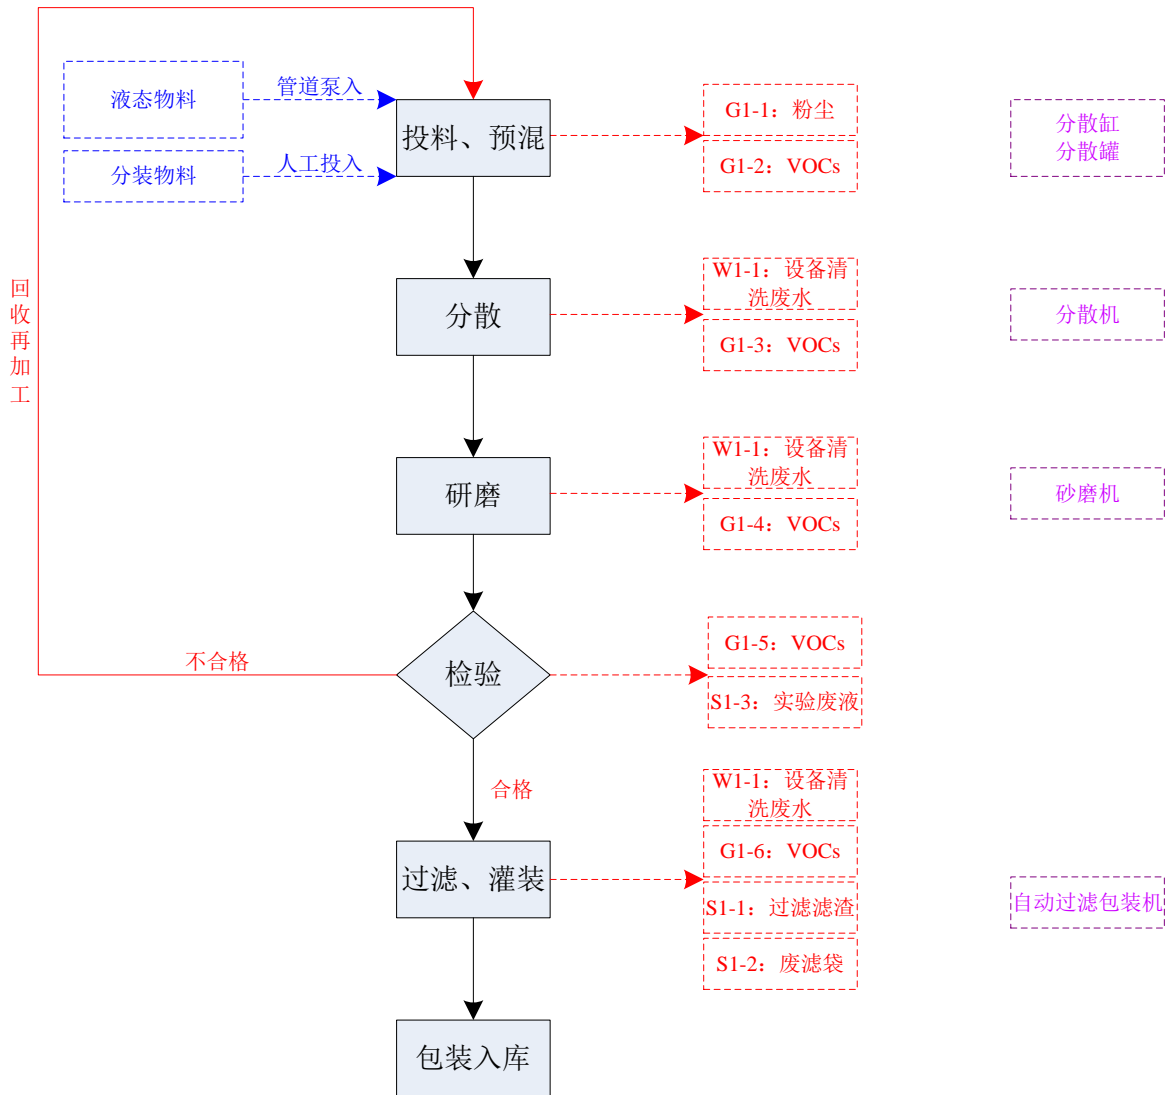 液态物料
管道泵入
投料、预混
G1-1：粉尘
分散缸
分散罐
分装物料
人工投入
G1-2：VOCs
回
收
再
加
工
分散
W1-1：设备清
洗废水
G1-3：VOCs
分散机
研磨
W1-1：设备清
洗废水
G1-4：VOCs
砂磨机
不合格
检验
G1-5：VOCs
S1-3：实验废液
合格
过滤、灌装
W1-1：设备清
洗废水
G1-6：VOCs
S1-1：过滤滤渣
S1-2：废滤袋
自动过滤包装机
包装入库